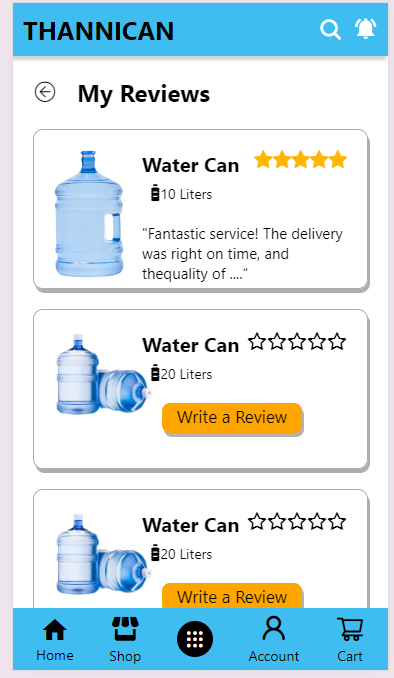 THANNICAN
My Reviews
Water Can
10 Liters
"Fantastic service! The delivery
was right on time, and
thequality of ...."
Water Can
20 Liters
Write a Review
Water Can
20 Liters
Write a Review
Home Shop Account Cart